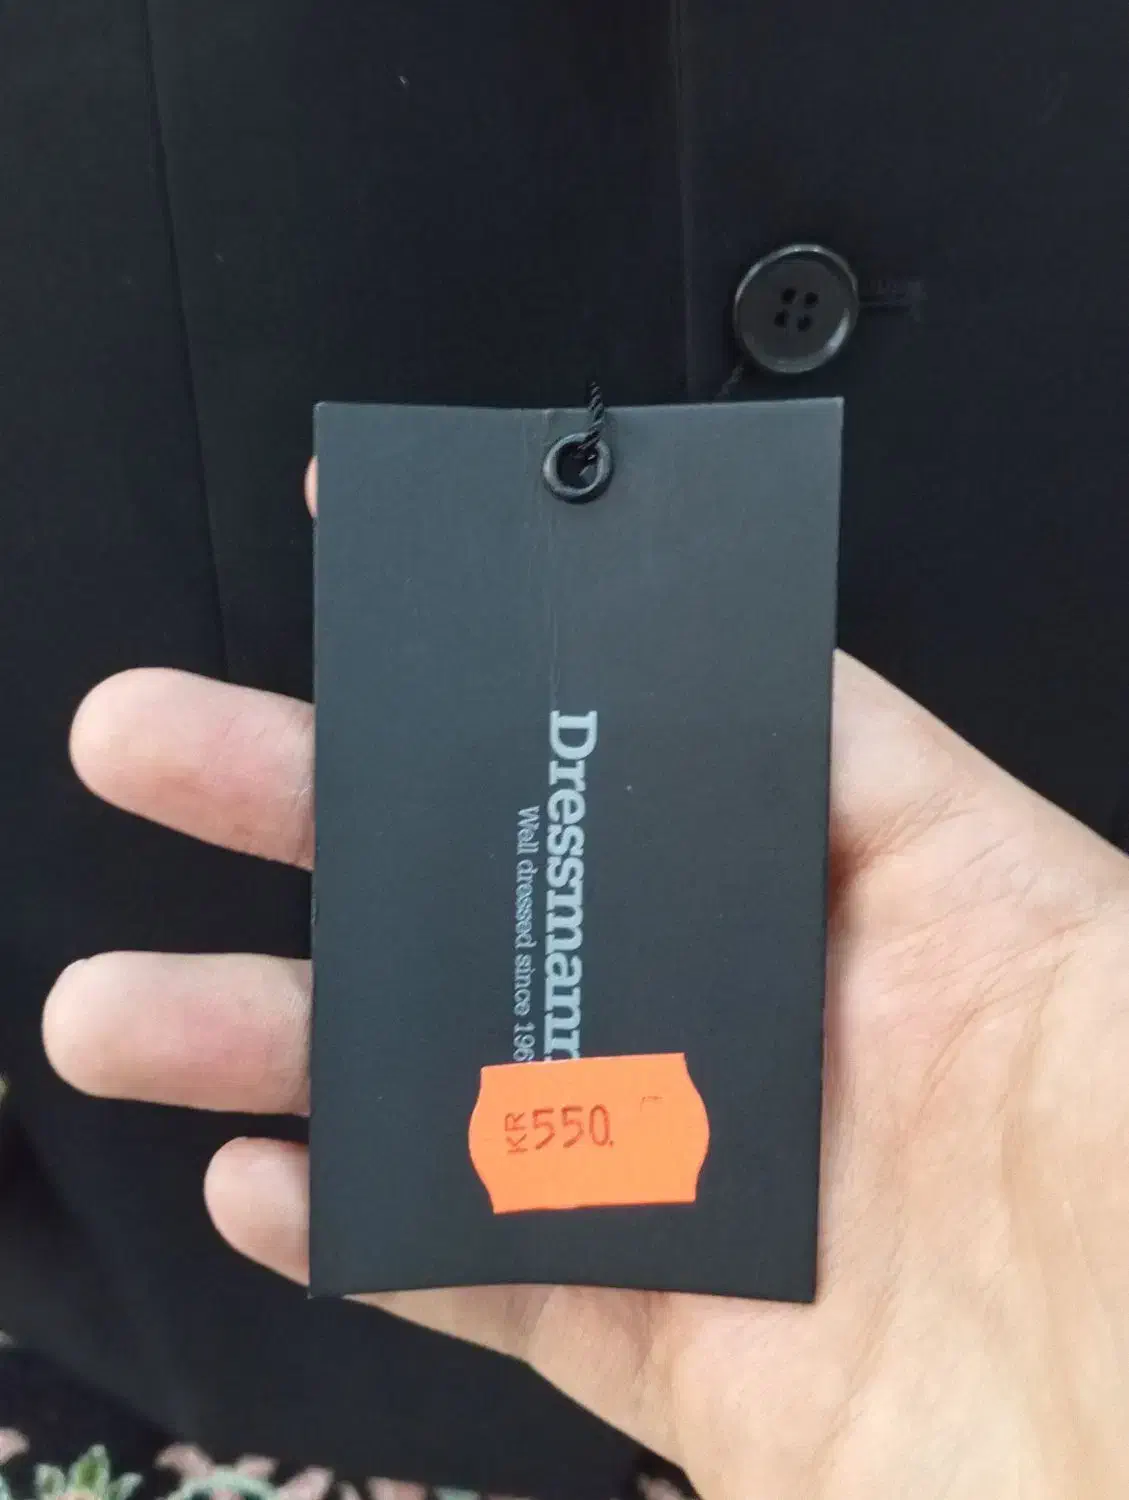 Dressmann
Well dressed since 196
KR 550.